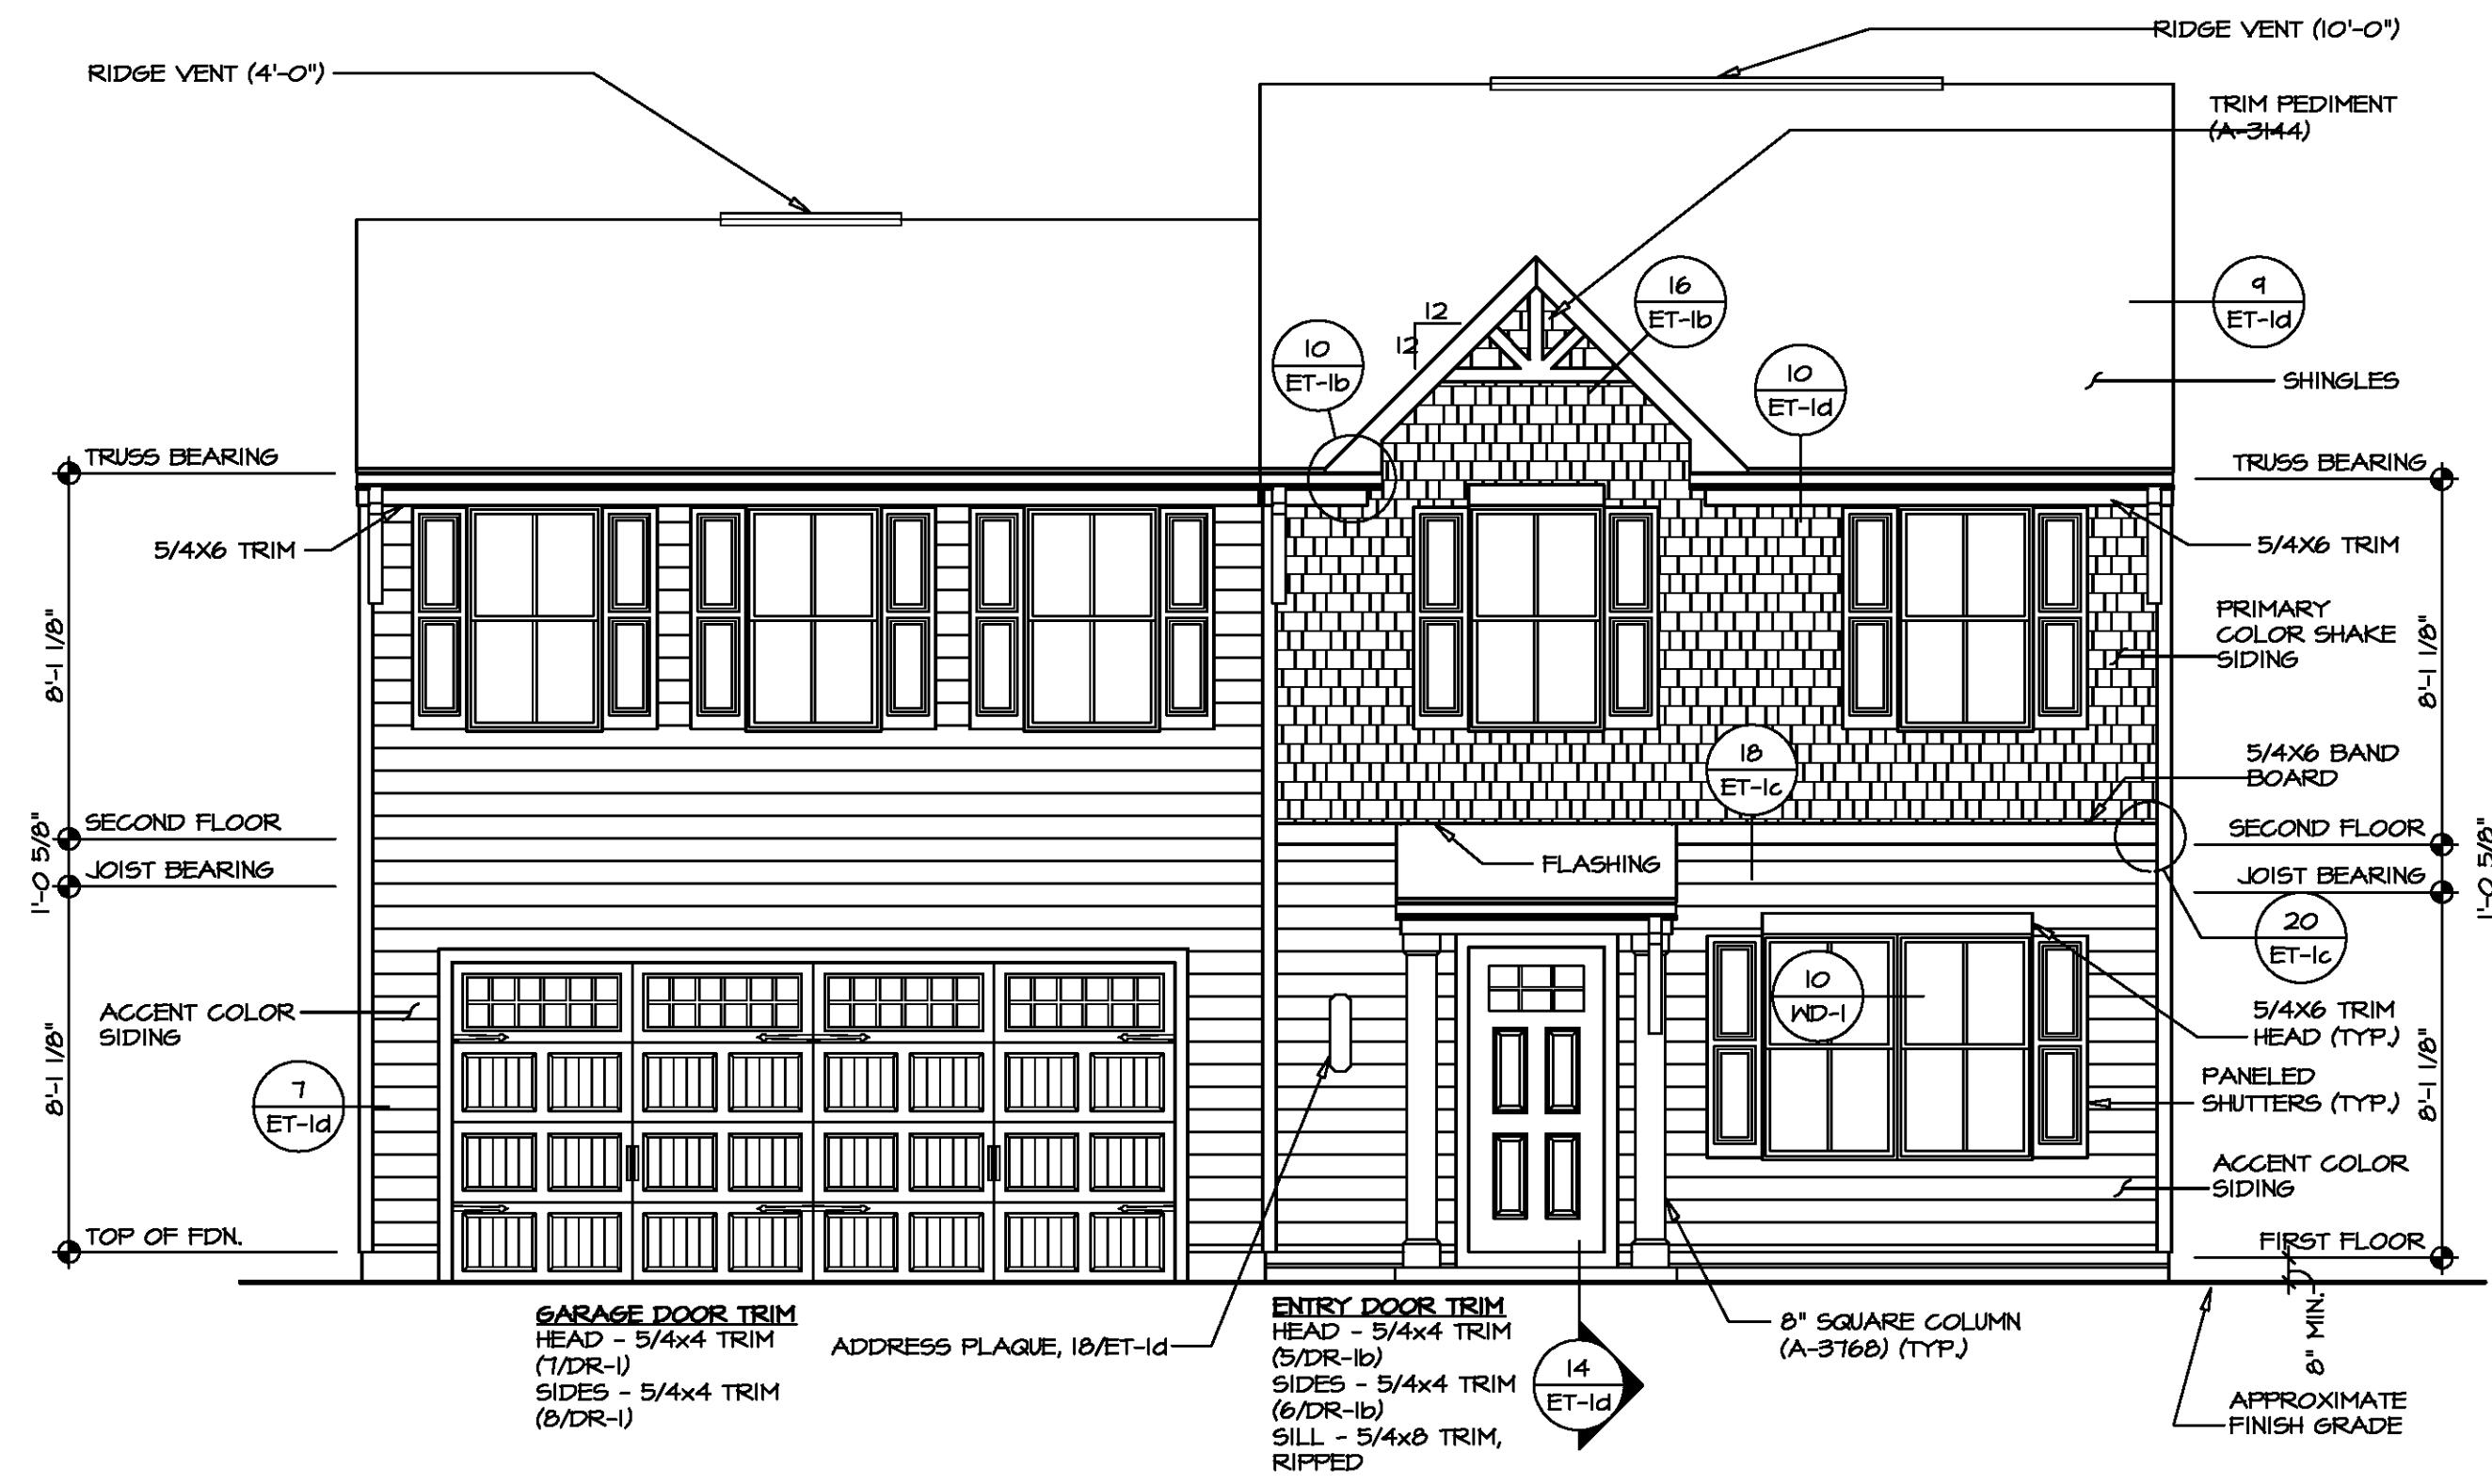 RIDGE VENT (10'-0")
RIDGE VENT (4'-0")
TRIM PEDIMENT
(A-3144)
16
ET-1b
9
ET-1d
12
12
10
ET-1b
10
ET-1d
SHINGLES
TRUSS BEARING
TRUSS BEARING
5/4X6 TRIM
5/4X6 TRIM
PRIMARY
COLOR SHAKE
SIDING
8'-1 1/8"
8'-1 1/8"
18
ET-1c
5/4X6 BAND
BOARD
SECOND FLOOR
SECOND FLOOR
1'-0 5/8"
1'-0 5/8"
FLASHING
JOIST BEARING
JOIST BEARING
20
ET-1c
10
WD-1
ACCENT COLOR
SIDING
5/4X6 TRIM
HEAD (TYP.)
8'-1 1/8"
8'-1 1/8"
7
ET-1d
PANELED
SHUTTERS (TYP.)
ACCENT COLOR
SIDING
TOP OF FDN.
FIRST FLOOR
GARAGE DOOR TRIM
HEAD - 5/4x4 TRIM
(7/DR-1)
SIDES - 5/4x4 TRIM
(8/DR-1)
ADDRESS PLAQUE, 18/ET-1d
ENTRY DOOR TRIM
HEAD - 5/4x4 TRIM
(5/DR-1b)
SIDES - 5/4x4 TRIM
(6/DR-1b)
SILL - 5/4x8 TRIM,
RIPPED
14
ET-1d
8" SQUARE COLUMN
(A-3768) (TYP.)
8" MIN.
APPROXIMATE
FINISH GRADE